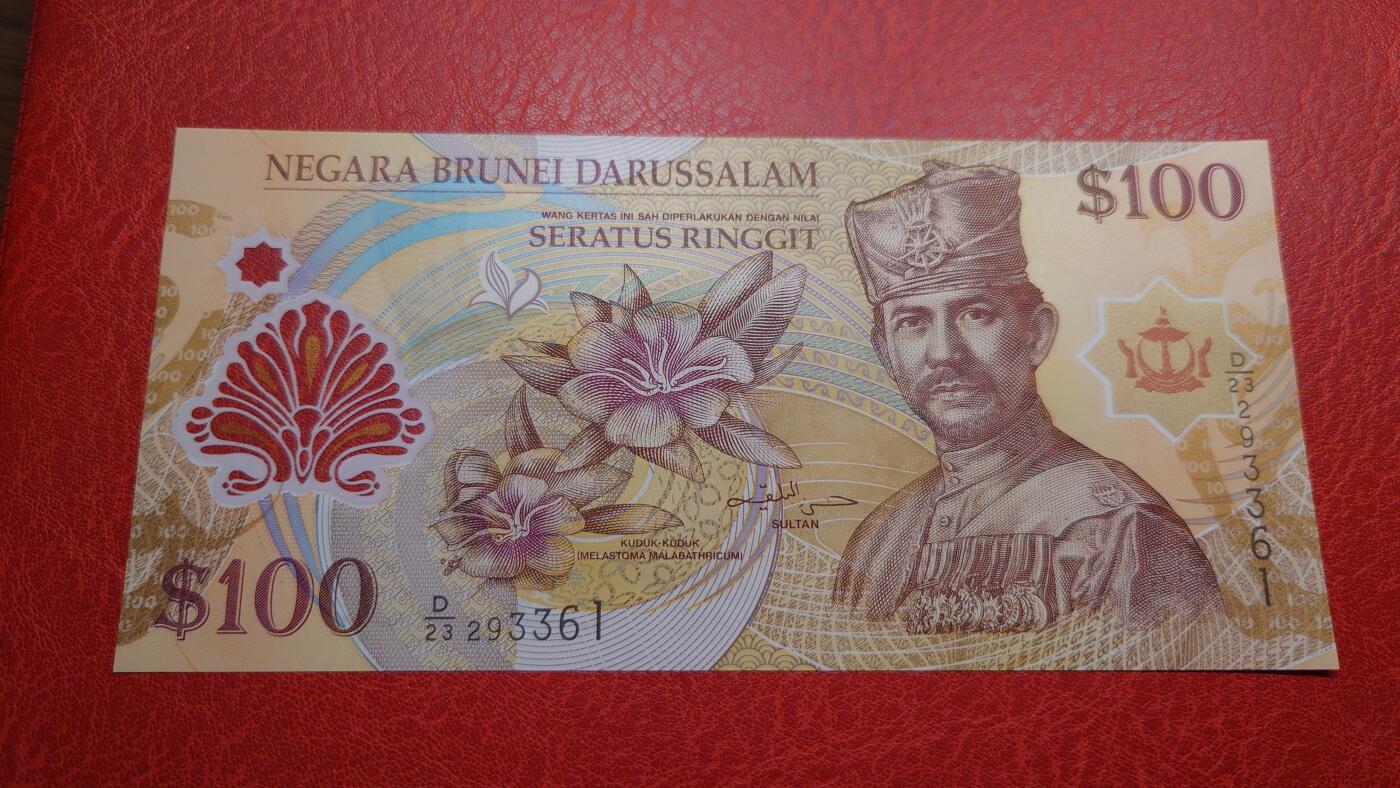 NEGARA BRUNEI DARUSSALAM
$100
WANG KERTAS INI SAH DIPERLAKUKAN DENGAN NILAI
SERATUS RINGGIT
D/23 293361
SULTAN
KUDUK-KUDUK
(MELASTOMA MALABATHRICUM)
$100
D/23 293361